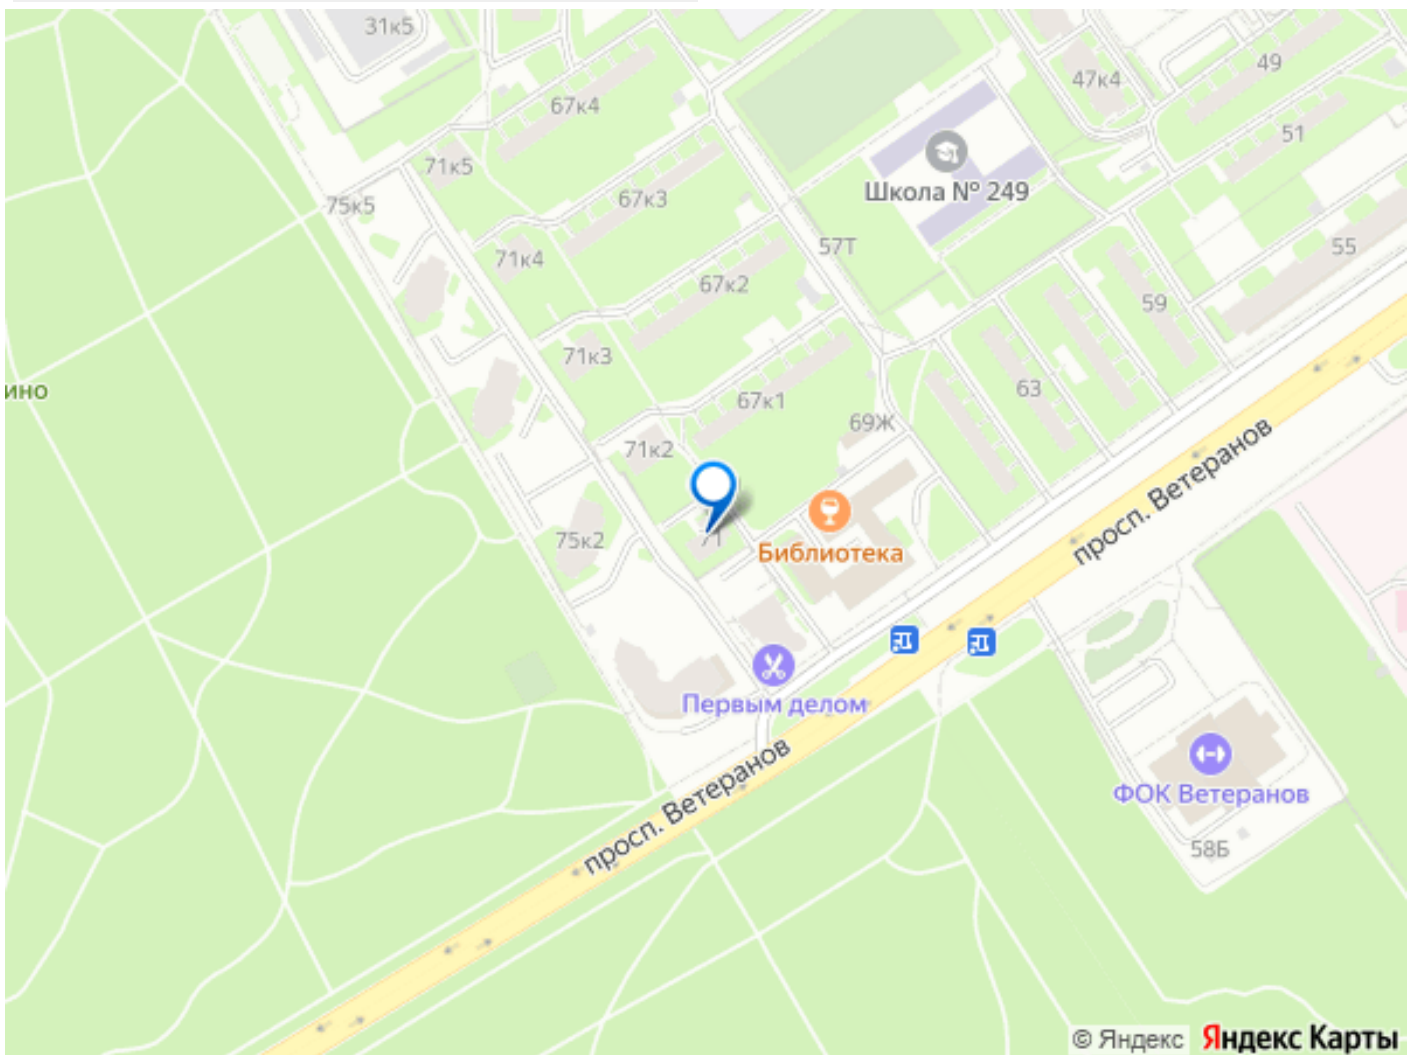 31к5
49
47к4
67к4
51
71к5
Школа № 249
67к3
75к5
57Т
55
71к4
67к2
59
71к3
ино
63
67к1
69Ж
71к2
просп. Ветеранов
75к2
71
Библиотека
Первым делом
просп. Ветеранов
ФОК Ветеранов
58Б
© Яндекс Яндекс Карты